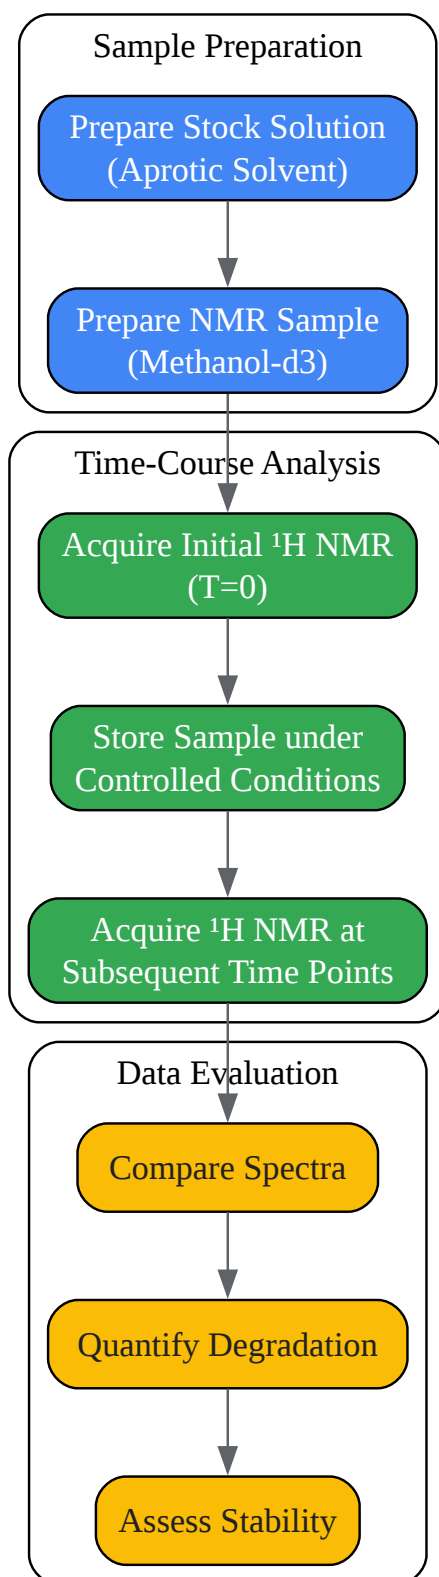 Sample Preparation
Prepare Stock Solution
(Aprotic Solvent)
Prepare NMR Sample
(Methanol-d3)
Time-Course Analysis
Acquire Initial ¹H NMR
(T=0)
Store Sample under
Controlled Conditions
Acquire ¹H NMR at
Subsequent Time Points
Data Evaluation
Compare Spectra
Quantify Degradation
Assess Stability